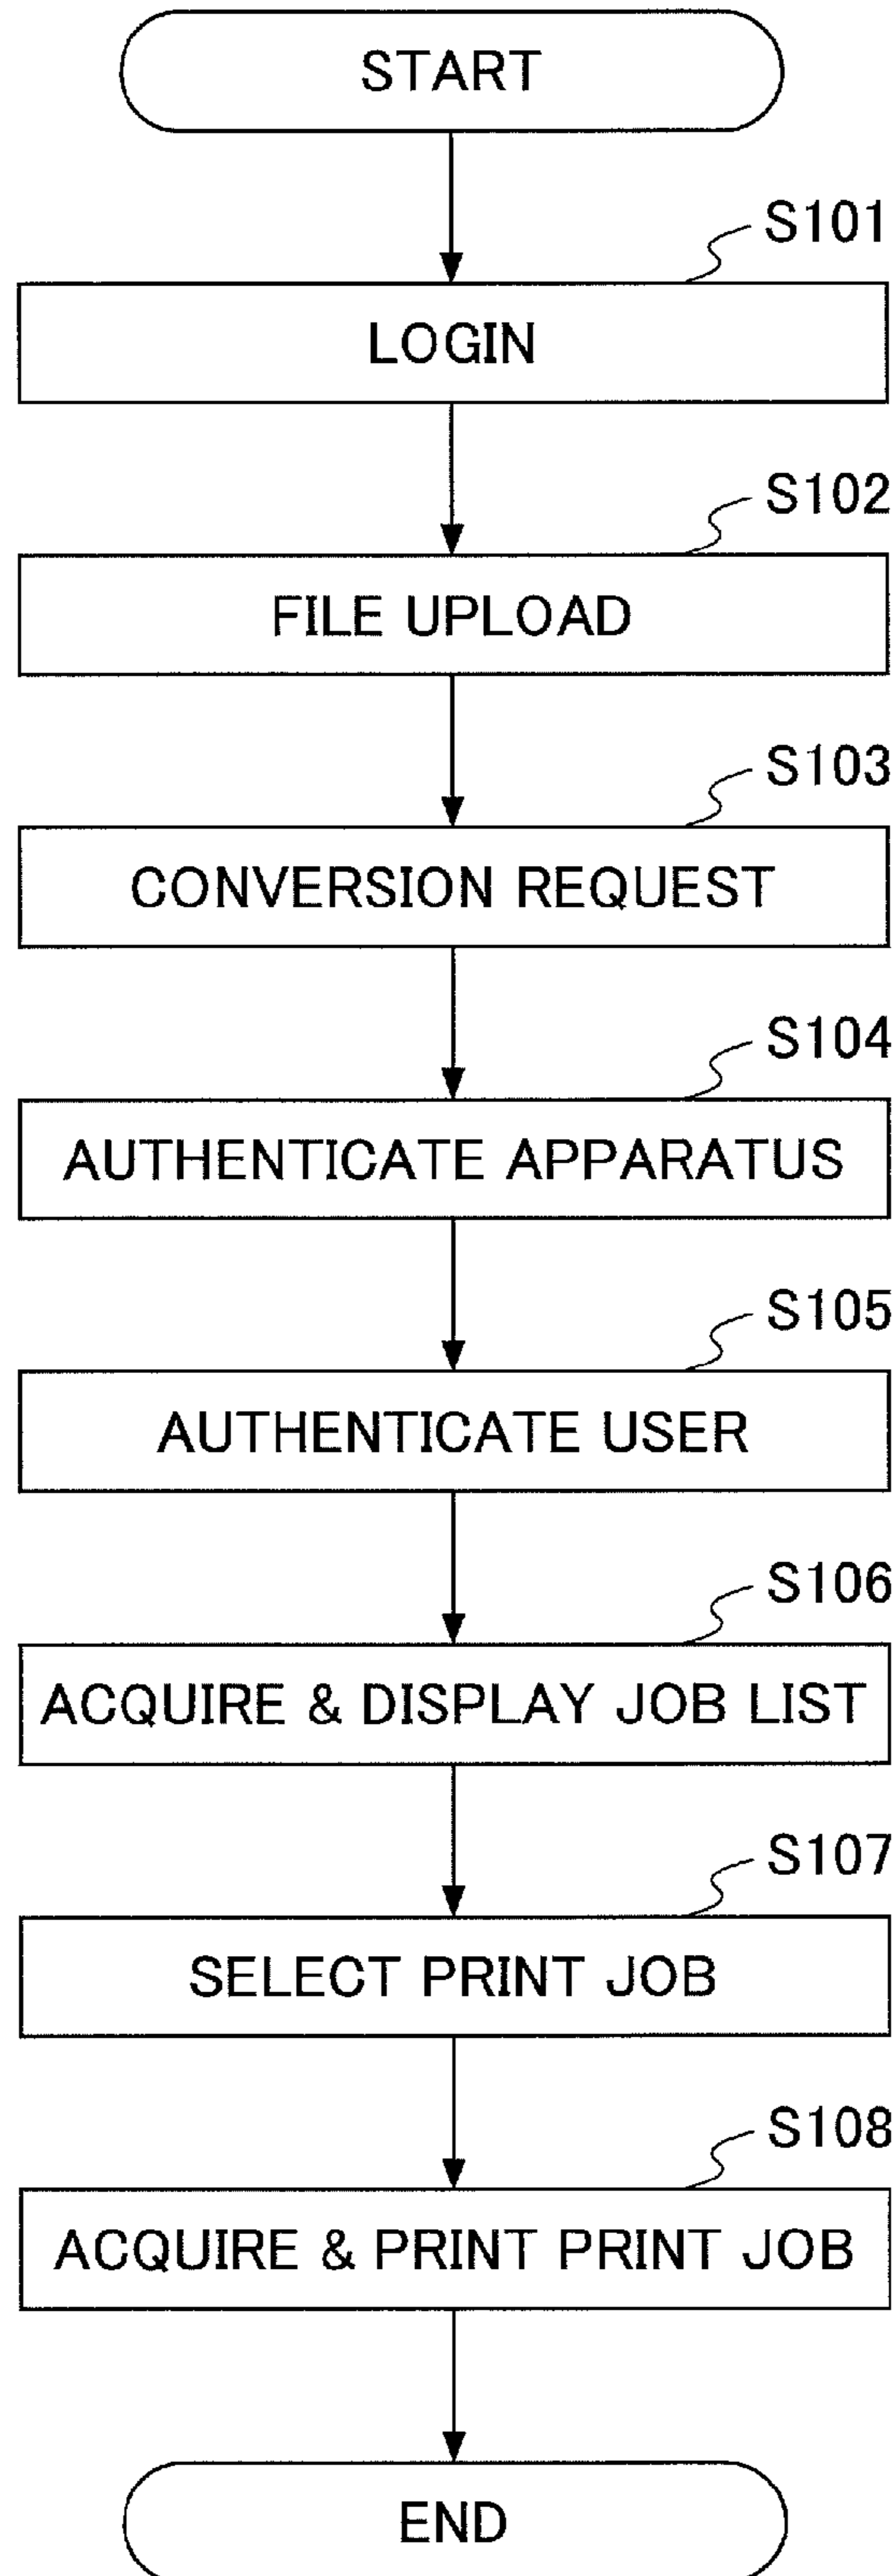 START
S101
LOGIN
S102
FILE UPLOAD
S103
CONVERSION REQUEST
S104
AUTHENTICATE APPARATUS
S105
AUTHENTICATE USER
S106
ACQUIRE & DISPLAY JOB LIST
S107
SELECT PRINT JOB
S108
ACQUIRE & PRINT PRINT JOB
END